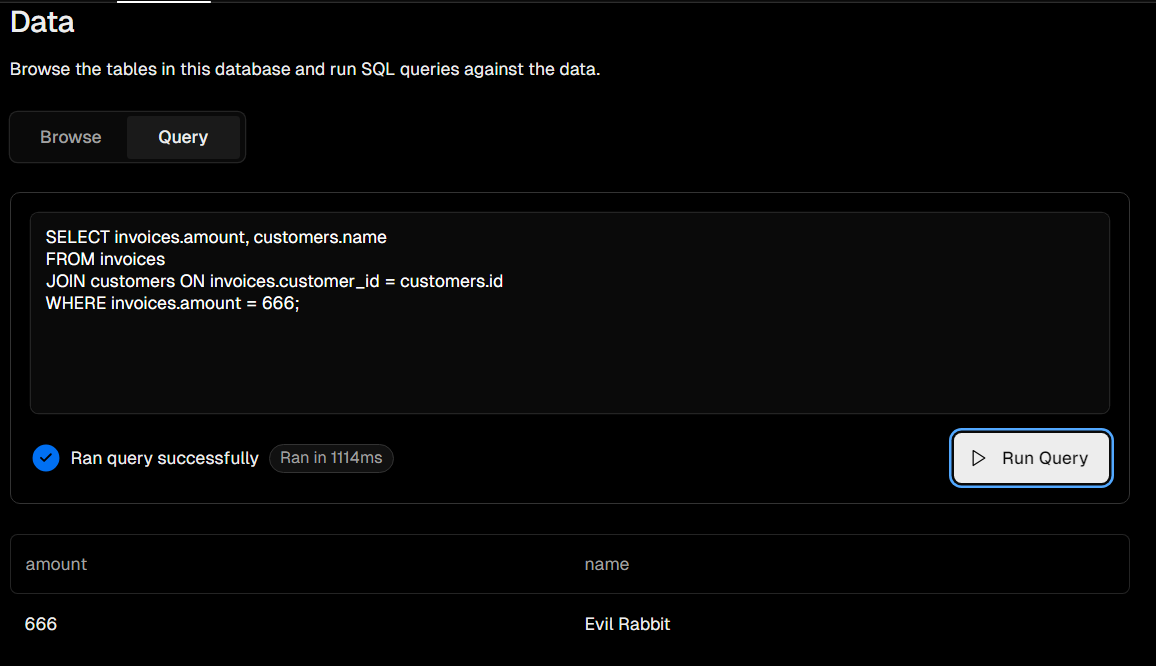 Data
Browse the tables in this database and run SQL queries against the data.
Browse
Query
SELECT invoices.amount, customers.name
FROM invoices
JOIN customers ON invoices.customer_id = customers.id
WHERE invoices.amount = 666;
Ran query successfully
Ran in 1114ms
Run Query
amount
name
666
Evil Rabbit